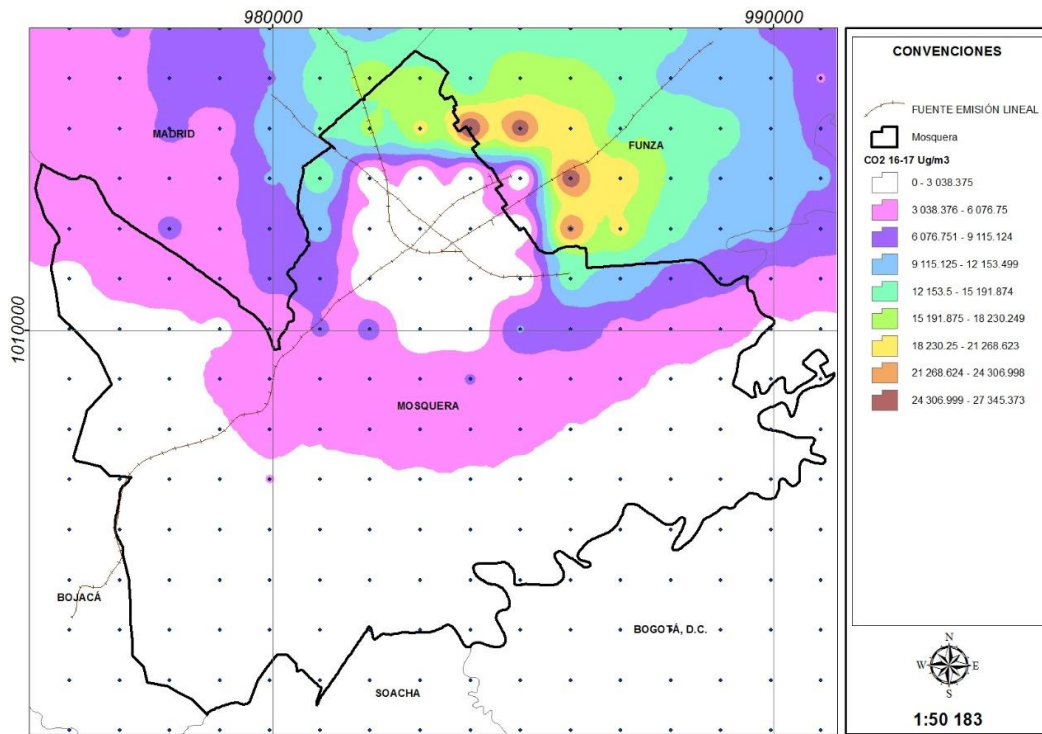 980000
990000
1010000
MADRID
FUNZA
MOSQUERA
BOJACÁ
BOGOTÁ, D.C.
SOACHA
CONVENCIONES
FUENTE EMISIÓN LINEAL
Mosquera
CO2 16-17 Ug/m3
0 - 3 038.375
3 038.376 - 6 076.75
6 076.751 - 9 115.124
9 115.125 - 12 153.499
12 153.5 - 15 191.874
15 191.875 - 18 230.249
18 230.25 - 21 268.623
21 268.624 - 24 306.998
24 306.999 - 27 345.373
N
W E
S
1:50 183